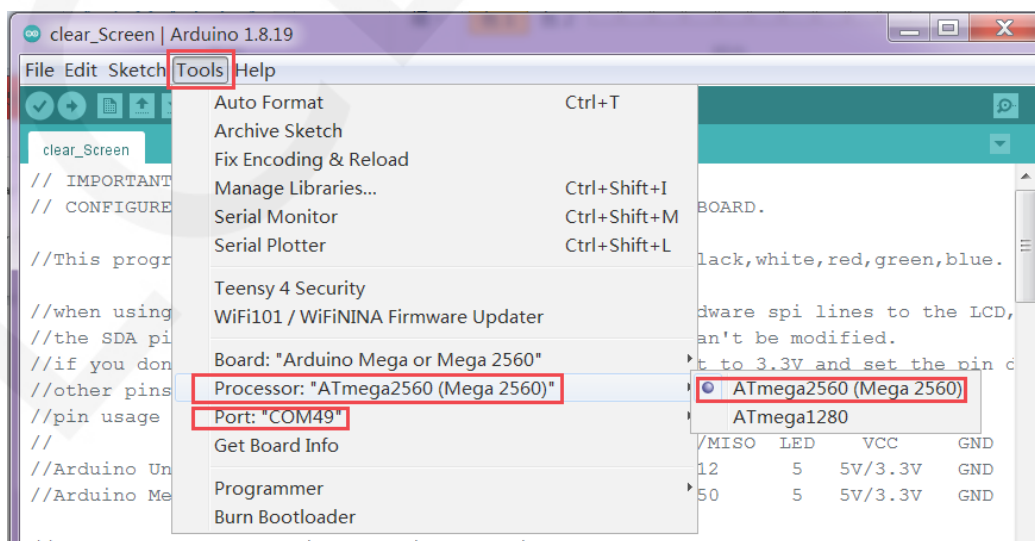 clear_Screen | Arduino 1.8.19
File Edit Sketch Tools Help
Auto Format Ctrl+T
Archive Sketch
Fix Encoding & Reload
Manage Libraries... Ctrl+Shift+I
Serial Monitor Ctrl+Shift+M
Serial Plotter Ctrl+Shift+L
Teensy 4 Security
WiFi101 / WiFiNINA Firmware Updater
Board: "Arduino Mega or Mega 2560"
Processor: "ATmega2560 (Mega 2560)"
Port: "COM49"
Get Board Info
Programmer
Burn Bootloader
ATmega2560 (Mega 2560)
ATmega1280
clear_Screen
// IMPORTANT
// CONFIGURE BOARD.
//This progr lack,white,red,green,blue.
//when using dware spi lines to the LCD,
//the SDA pi an't be modified.
//if you don t to 3.3V and set the pin d
//other pins
//pin usage
// /MISO LED VCC GND
//Arduino Un 12 5 5V/3.3V GND
//Arduino Me 50 5 5V/3.3V GND